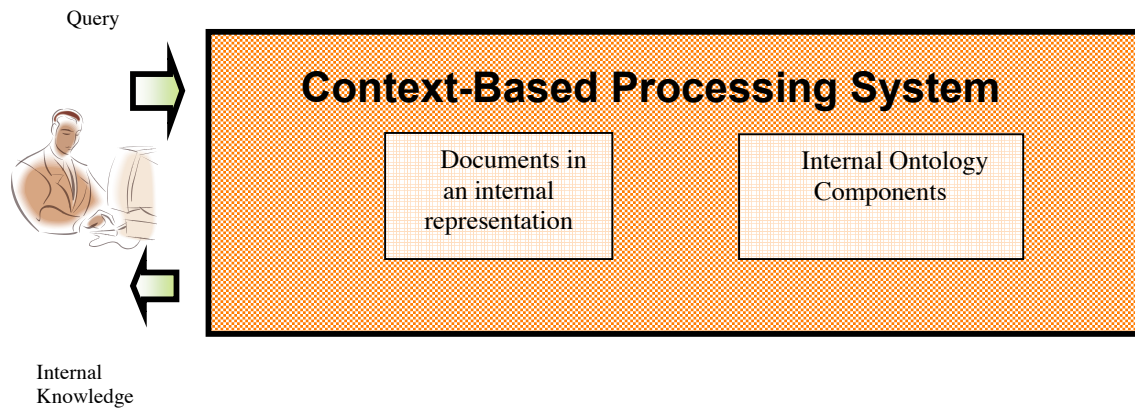 Query
Context-Based Processing System
Documents in
an internal
representation
Internal Ontology
Components
Internal
Knowledge